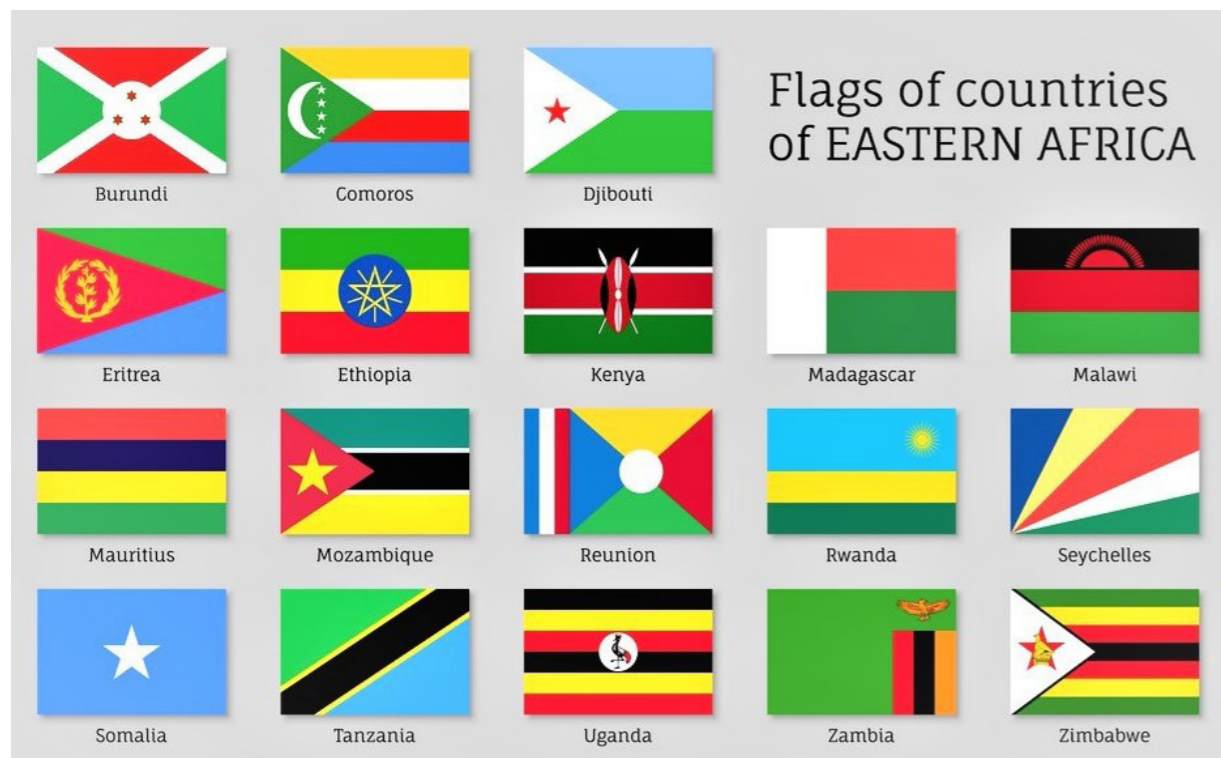 Flags of countries
of EASTERN AFRICA
Burundi
Comoros
Djibouti
Eritrea
Ethiopia
Kenya
Madagascar
Malawi
Mauritius
Mozambique
Reunion
Rwanda
Seychelles
Somalia
Tanzania
Uganda
Zambia
Zimbabwe